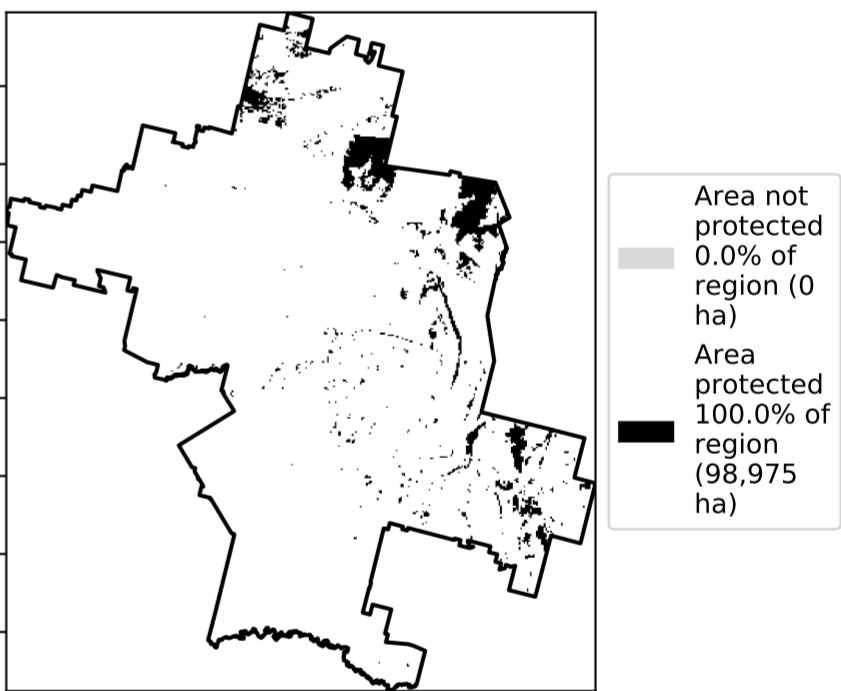 Area not
protected
0.0% of
region (0
ha)
Area
protected
100.0% of
region
(98,975
ha)